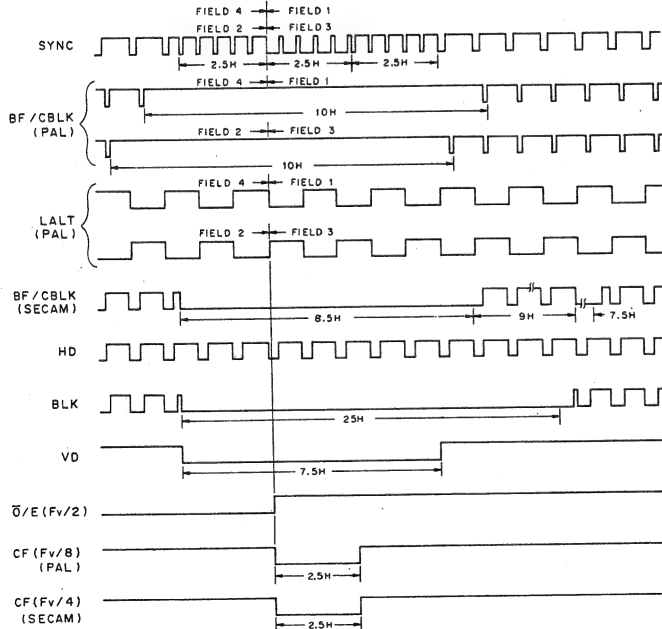 FIELD 4 FIELD 1
FIELD 2 FIELD 3
SYNC
2.5H 2.5H 2.5H
FIELD 4 FIELD 1
BF/CBLK
(PAL)
10H
FIELD 2 FIELD 3
10H
FIELD 4 FIELD 1
LALT
(PAL)
FIELD 2 FIELD 3
BF/CBLK
(SECAM)
8.5H 9H 7.5H
HD
BLK
25H
VD
7.5H
O̅/E(Fv/2)
CF(Fv/8)
(PAL)
2.5H
CF(Fv/4)
(SECAM)
2.5H